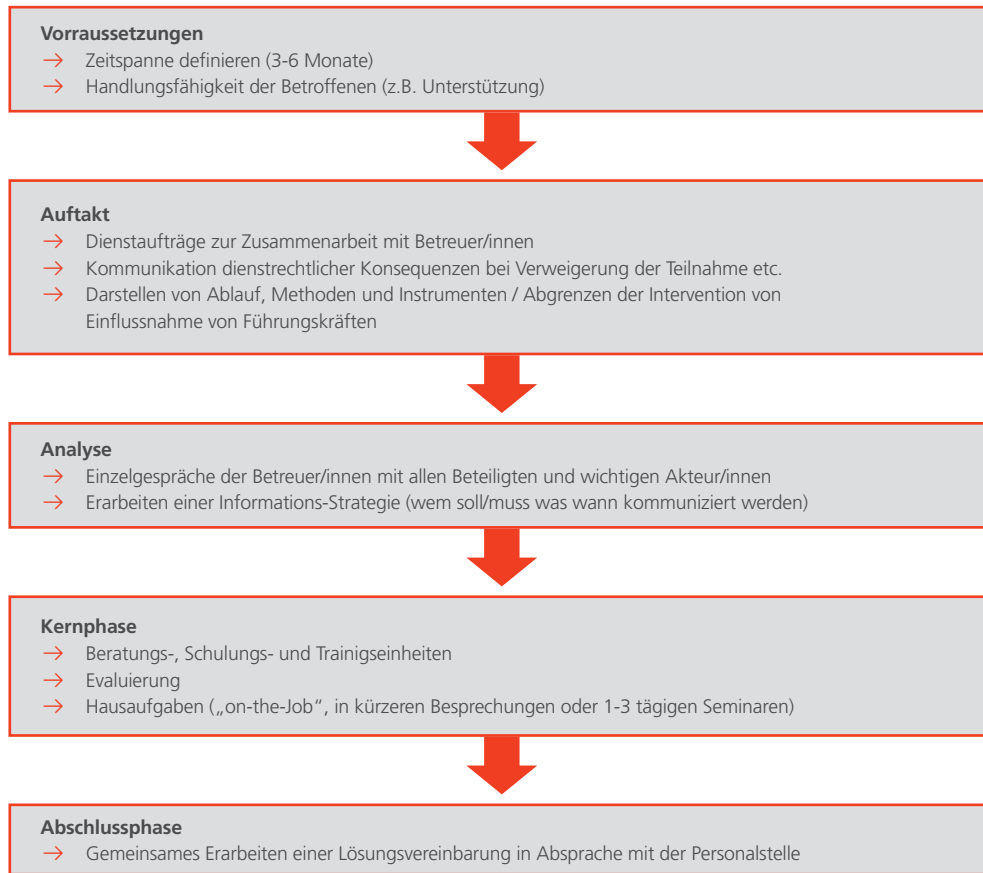 Vorraussetzungen
→ Zeitspanne definieren (3-6 Monate)
→ Handlungsfähigkeit der Betroffenen (z.B. Unterstützung)
Auftakt
→ Dienstaufträge zur Zusammenarbeit mit Betreuer/innen
→ Kommunikation dienstrechtlicher Konsequenzen bei Verweigerung der Teilnahme etc.
→ Darstellen von Ablauf, Methoden und Instrumenten / Abgrenzen der Intervention von
Einflussnahme von Führungskräften
Analyse
→ Einzelgespräche der Betreuer/innen mit allen Beteiligten und wichtigen Akteur/innen
→ Erarbeiten einer Informations-Strategie (wem soll/muss was wann kommuniziert werden)
Kernphase
→ Beratungs-, Schulungs- und Trainigseinheiten
→ Evaluierung
→ Hausaufgaben („on-the-Job“, in kürzeren Besprechungen oder 1-3 tägigen Seminaren)
Abschlussphase
→ Gemeinsames Erarbeiten einer Lösungsvereinbarung in Absprache mit der Personalstelle